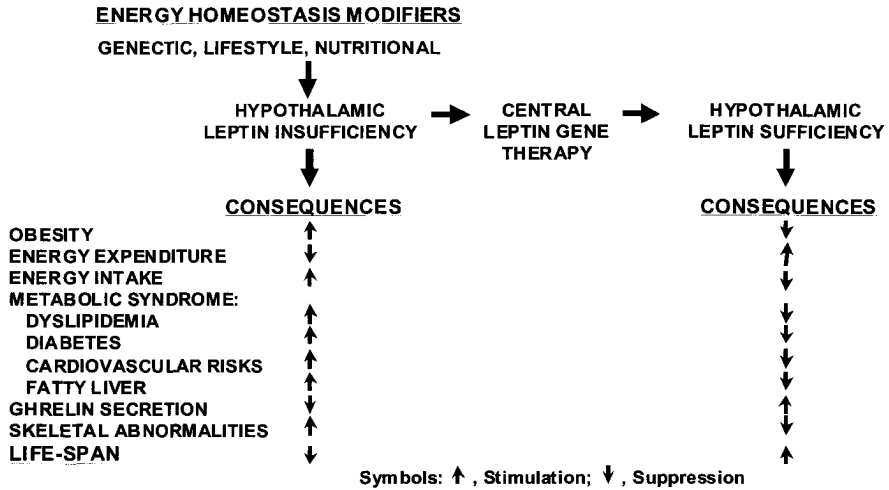 ENERGY HOMEOSTASIS MODIFIERS
GENECTIC, LIFESTYLE, NUTRITIONAL
HYPOTHALAMIC
LEPTIN INSUFFICIENCY
CENTRAL
LEPTIN GENE
THERAPY
HYPOTHALAMIC
LEPTIN SUFFICIENCY
CONSEQUENCES
CONSEQUENCES
OBESITY ↑ ↓
ENERGY EXPENDITURE ↓ ↑
ENERGY INTAKE ↑ ↓
METABOLIC SYNDROME:
DYSLIPIDEMIA ↑ ↓
DIABETES ↑ ↓
CARDIOVASCULAR RISKS ↑ ↓
FATTY LIVER ↑ ↓
GHRELIN SECRETION ↓ ↑
SKELETAL ABNORMALITIES ↑ ↓
LIFE-SPAN ↓ ↑
Symbols: ↑ , Stimulation; ↓ , Suppression